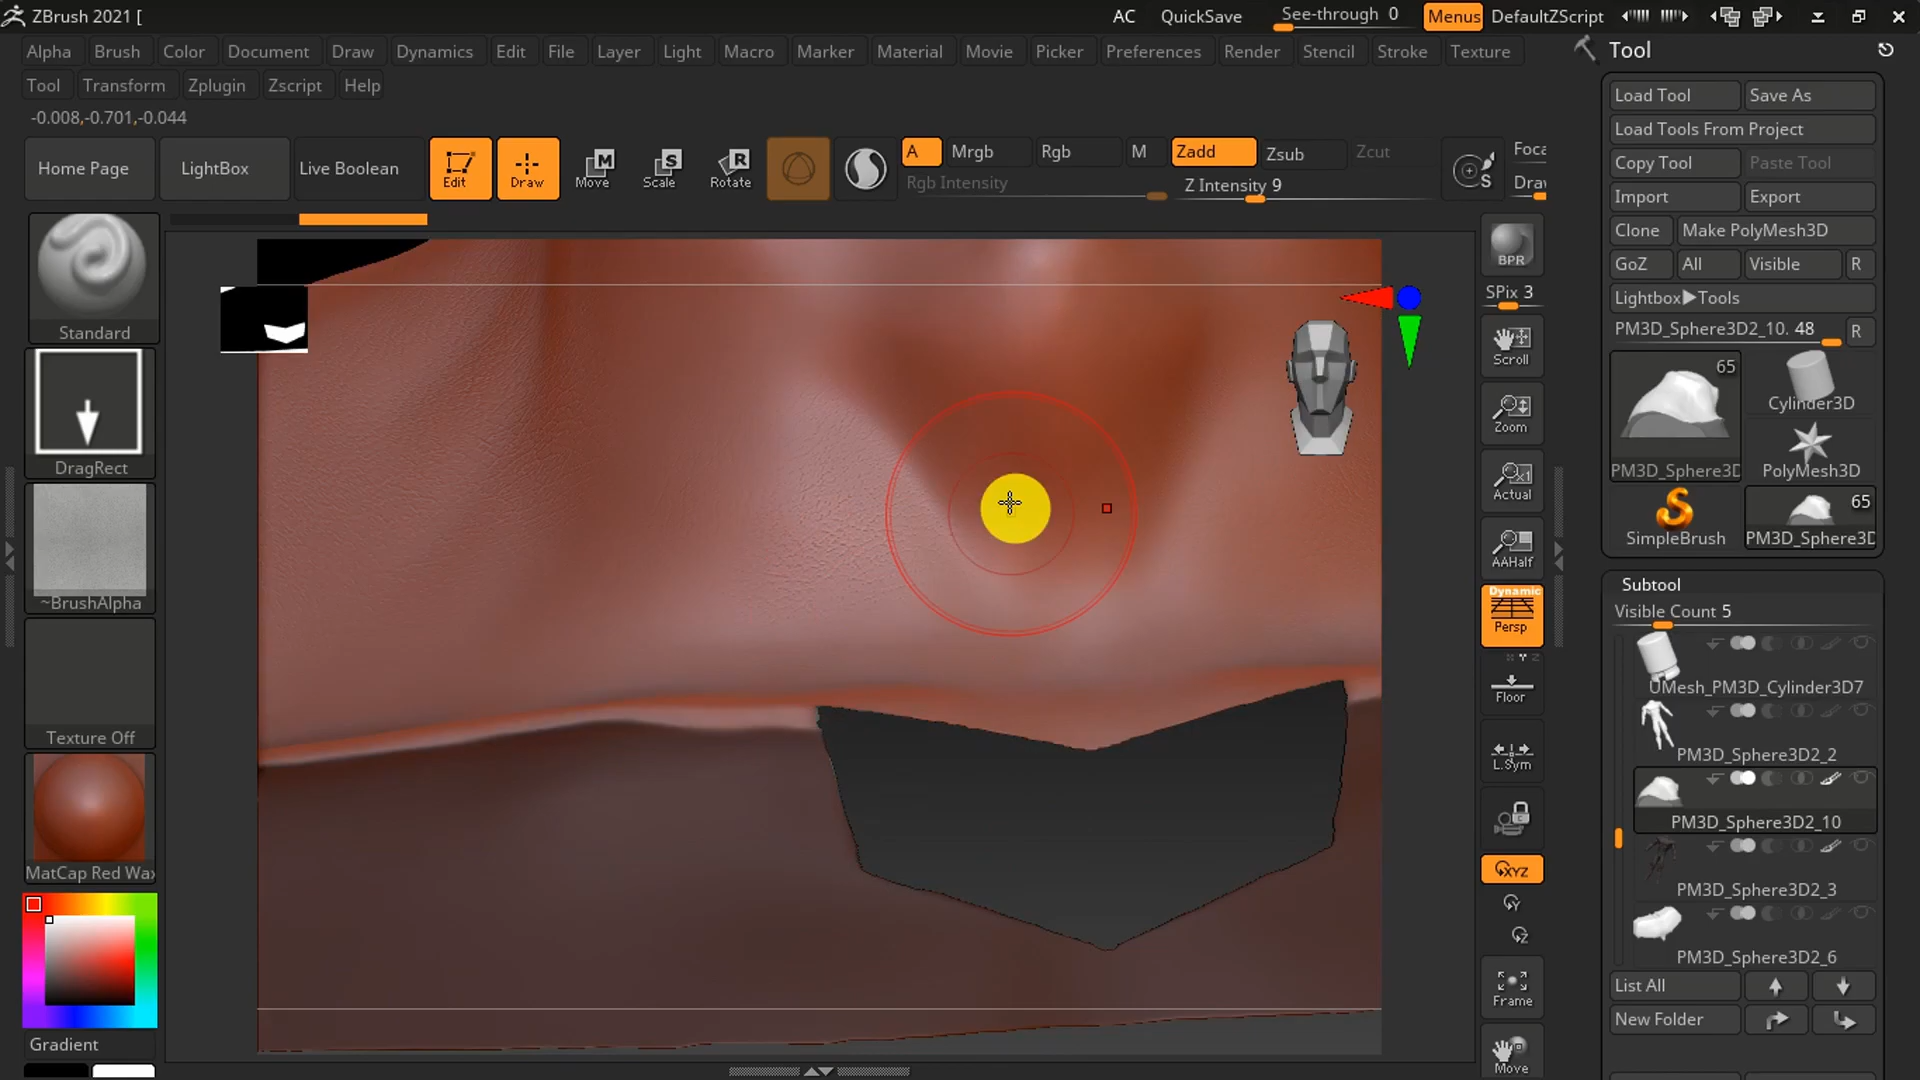 ZBrush 2021 [
AC
QuickSave
See-through 0
Menus
DefaultZScript
Alpha
Brush
Color
Document
Draw
Dynamics
Edit
File
Layer
Light
Macro
Marker
Material
Movie
Picker
Preferences
Render
Stencil
Stroke
Texture
Tool
Transform
Zplugin
Zscript
Help
-0.008,-0.701,-0.044
Home Page
LightBox
Live Boolean
Edit
Draw
M
Move
S
Scale
R
Rotate
A
Mrgb
Rgb
M
Zadd
Zsub
Zcut
Rgb Intensity
Z Intensity 9
S
Foca
Drav
Standard
DragRect
~BrushAlpha
Texture Off
MatCap Red Wax
Gradient
BPR
SPix 3
Scroll
Zoom
Actual
AAHalf
Dynamic
Persp
Floor
L.Sym
XYZ
Y
Z
Frame
Move
Tool
Load Tool
Save As
Load Tools From Project
Copy Tool
Paste Tool
Import
Export
Clone
Make PolyMesh3D
GoZ
All
Visible
R
Lightbox▶Tools
PM3D_Sphere3D2_10. 48
R
65
PM3D_Sphere3D
Cylinder3D
PolyMesh3D
SimpleBrush
65
PM3D_Sphere3D
Subtool
Visible Count 5
UMesh_PM3D_Cylinder3D7
PM3D_Sphere3D2_2
PM3D_Sphere3D2_10
PM3D_Sphere3D2_3
PM3D_Sphere3D2_6
List All
New Folder